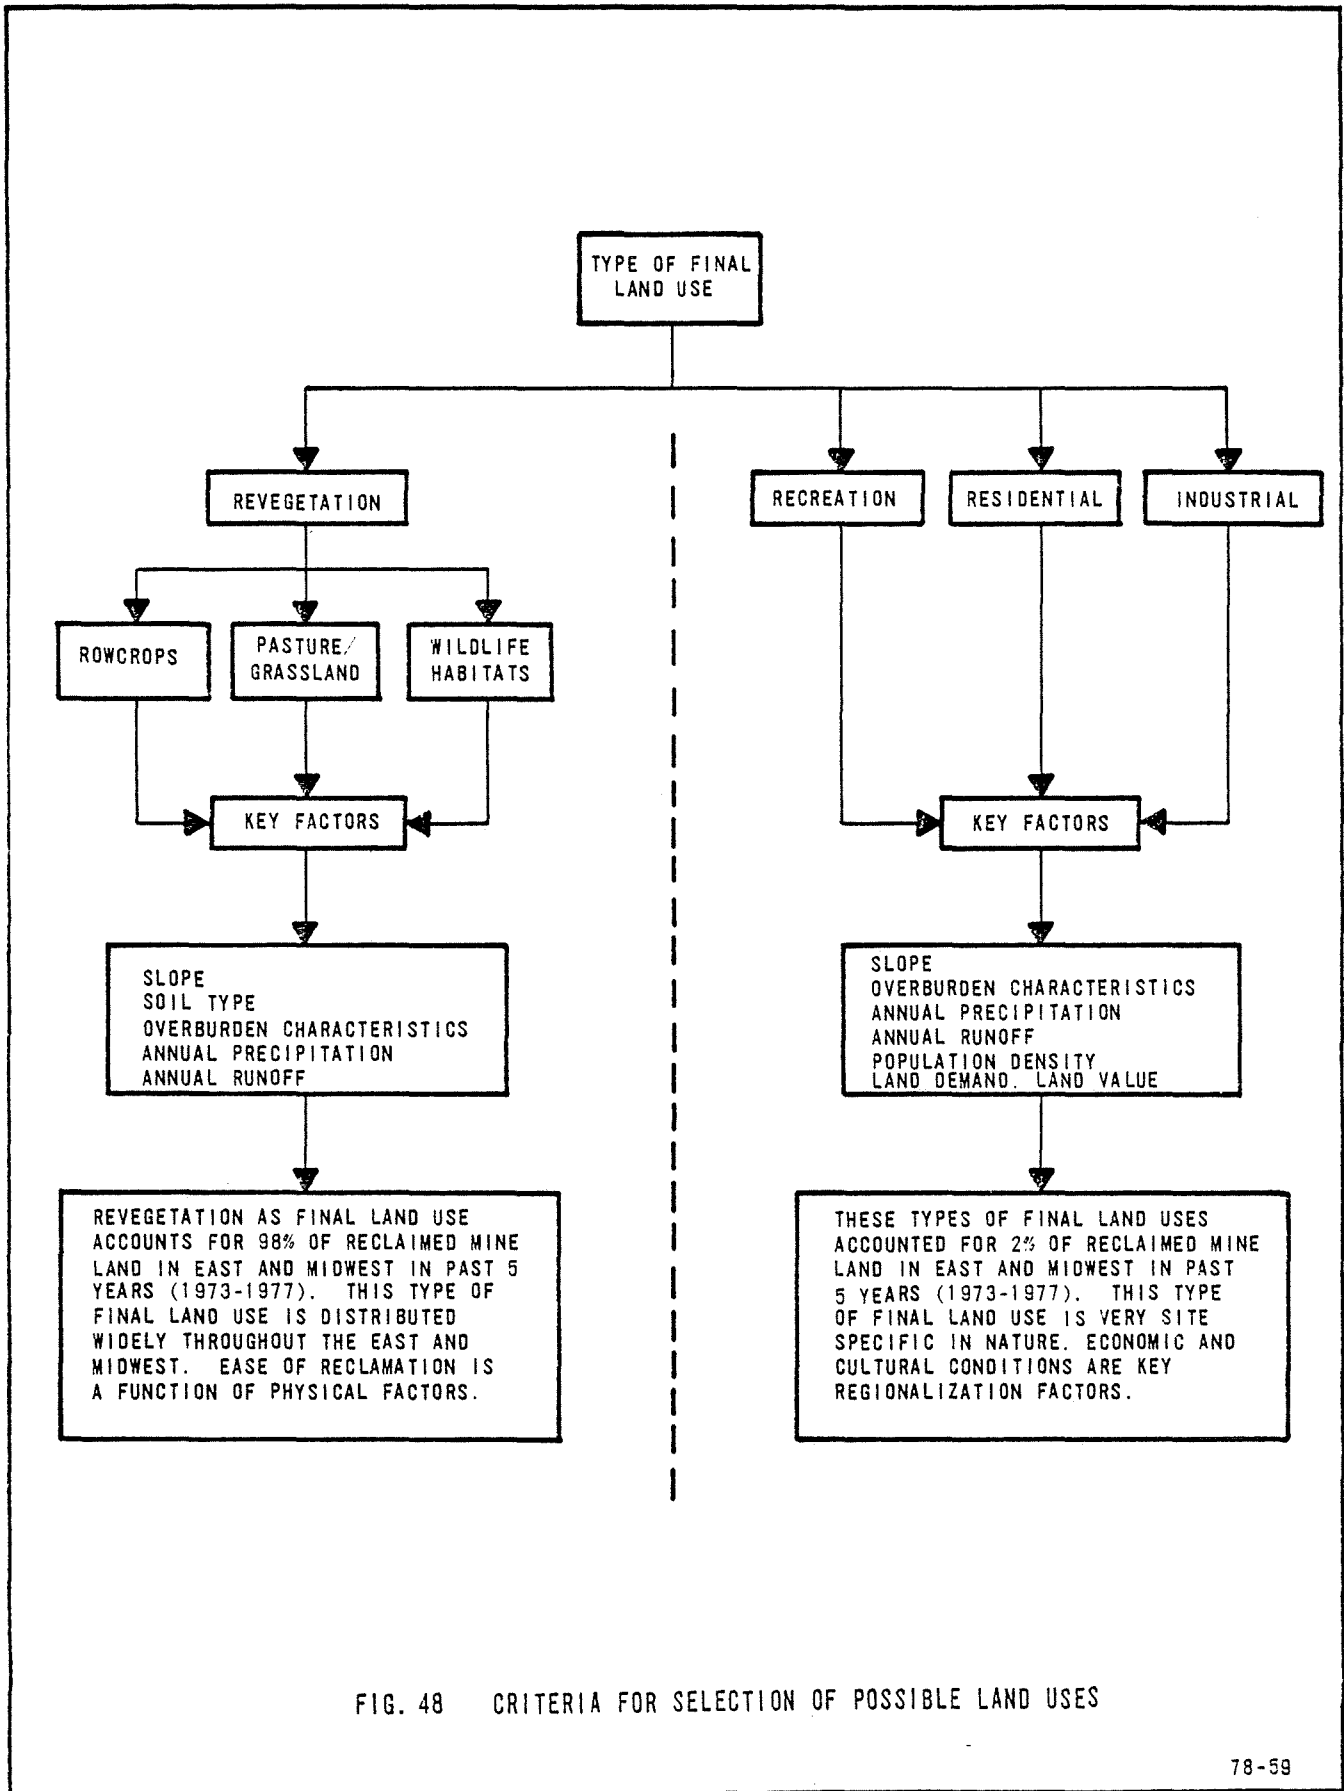 TYPE OF FINAL
LAND USE
REVEGETATION
RECREATION
RESIDENTIAL
INDUSTRIAL
ROWCROPS
PASTURE/
GRASSLAND
WILDLIFE
HABITATS
KEY FACTORS
KEY FACTORS
SLOPE
SOIL TYPE
OVERBURDEN CHARACTERISTICS
ANNUAL PRECIPITATION
ANNUAL RUNOFF
SLOPE
OVERBURDEN CHARACTERISTICS
ANNUAL PRECIPITATION
ANNUAL RUNOFF
POPULATION DENSITY
LAND DEMAND. LAND VALUE
REVEGETATION AS FINAL LAND USE
ACCOUNTS FOR 98% OF RECLAIMED MINE
LAND IN EAST AND MIDWEST IN PAST 5
YEARS (1973-1977). THIS TYPE OF
FINAL LAND USE IS DISTRIBUTED
WIDELY THROUGHOUT THE EAST AND
MIDWEST. EASE OF RECLAMATION IS
A FUNCTION OF PHYSICAL FACTORS.
THESE TYPES OF FINAL LAND USES
ACCOUNTED FOR 2% OF RECLAIMED MINE
LAND IN EAST AND MIDWEST IN PAST
5 YEARS (1973-1977). THIS TYPE
OF FINAL LAND USE IS VERY SITE
SPECIFIC IN NATURE. ECONOMIC AND
CULTURAL CONDITIONS ARE KEY
REGIONALIZATION FACTORS.
FIG. 48 CRITERIA FOR SELECTION OF POSSIBLE LAND USES
78-59